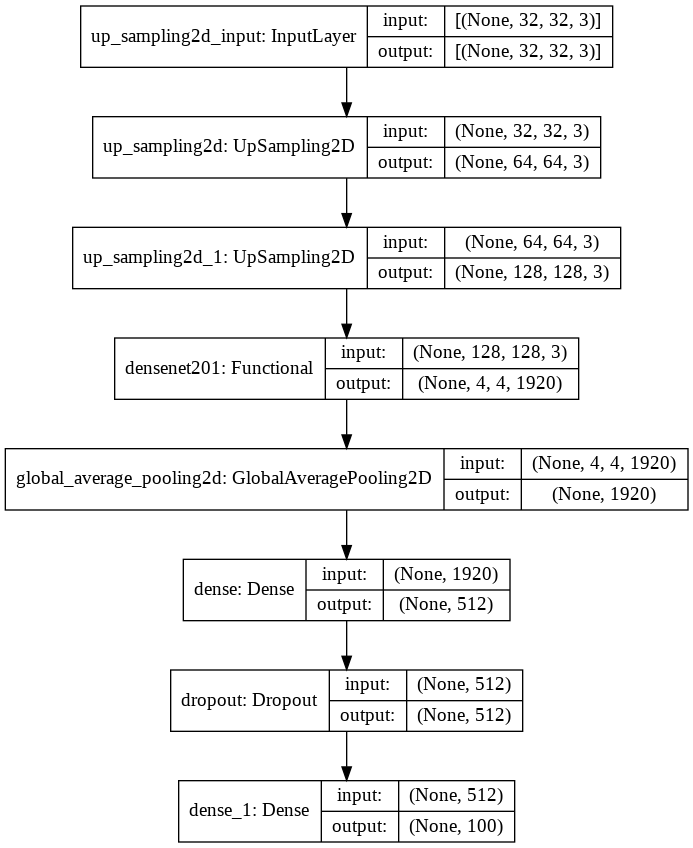 up_sampling2d_input: InputLayer
input:
[(None, 32, 32, 3)]
output:
[(None, 32, 32, 3)]
up_sampling2d: UpSampling2D
input:
(None, 32, 32, 3)
output:
(None, 64, 64, 3)
up_sampling2d_1: UpSampling2D
input:
(None, 64, 64, 3)
output:
(None, 128, 128, 3)
densenet201: Functional
input:
(None, 128, 128, 3)
output:
(None, 4, 4, 1920)
global_average_pooling2d: GlobalAveragePooling2D
input:
(None, 4, 4, 1920)
output:
(None, 1920)
dense: Dense
input:
(None, 1920)
output:
(None, 512)
dropout: Dropout
input:
(None, 512)
output:
(None, 512)
dense_1: Dense
input:
(None, 512)
output:
(None, 100)